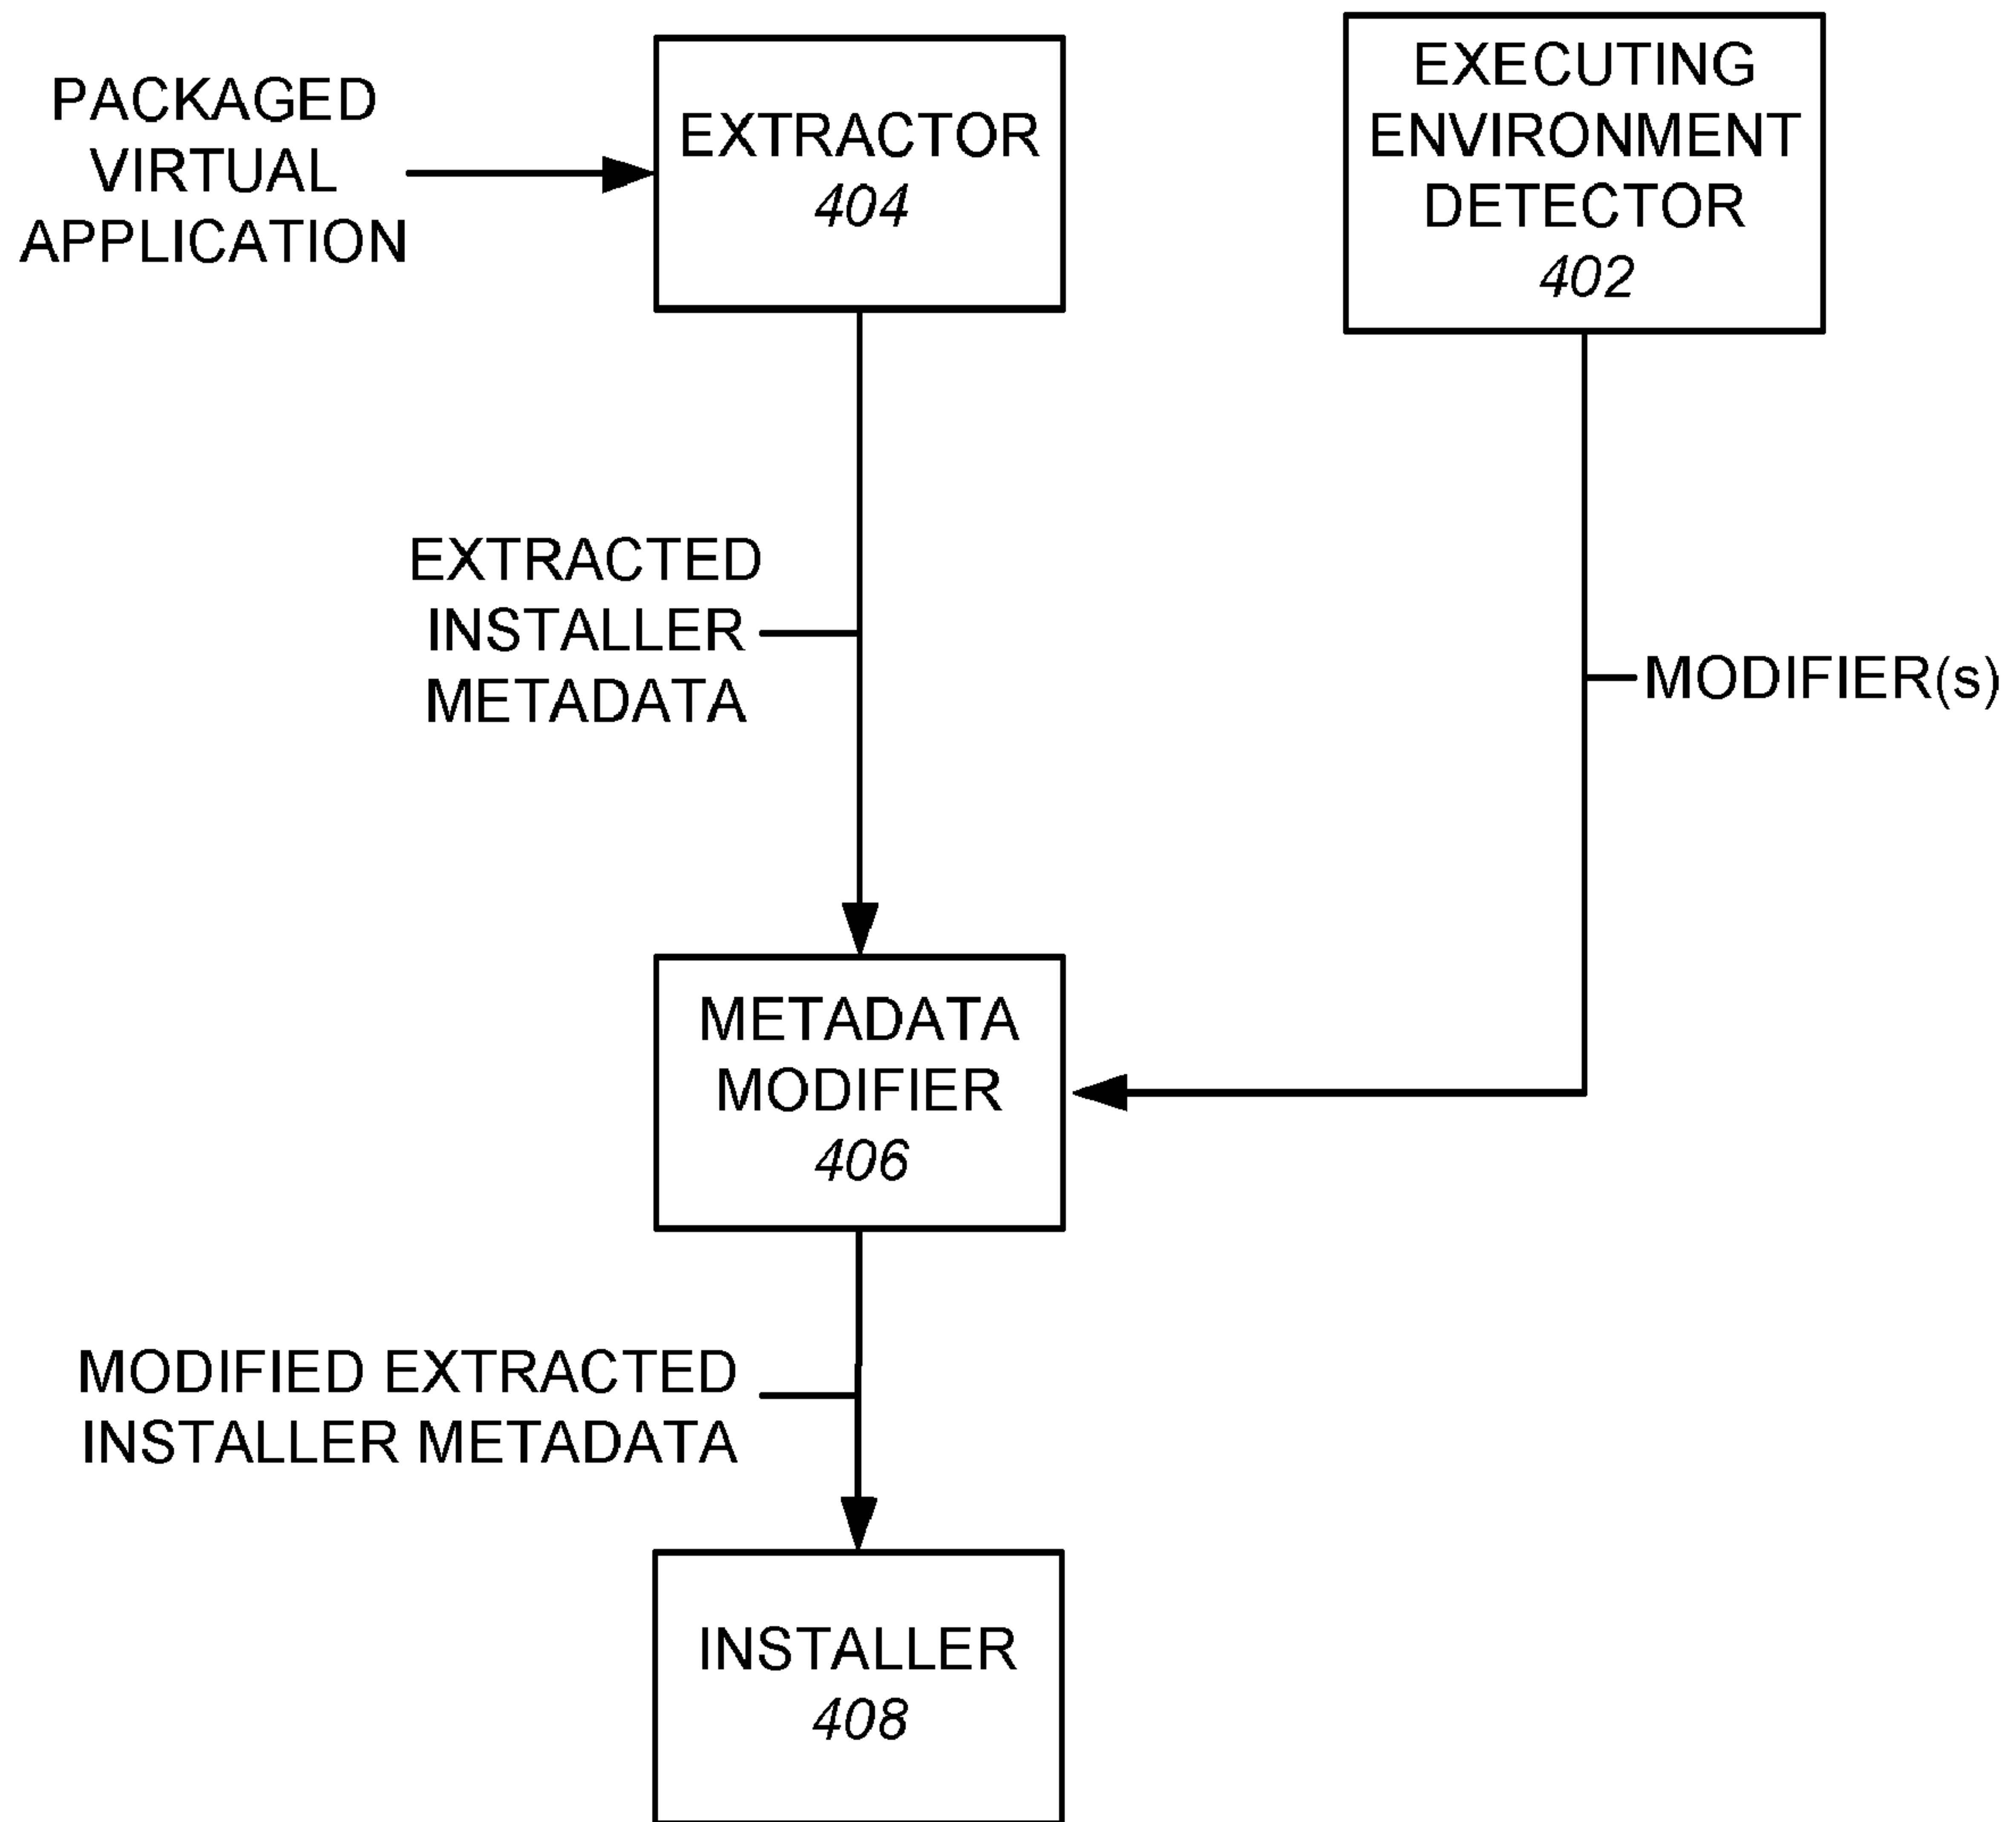 PACKAGED
VIRTUAL
APPLICATION
EXTRACTOR
404
EXECUTING
ENVIRONMENT
DETECTOR
402
EXTRACTED
INSTALLER
METADATA
MODIFIER(s)
METADATA
MODIFIER
406
MODIFIED EXTRACTED
INSTALLER METADATA
INSTALLER
408